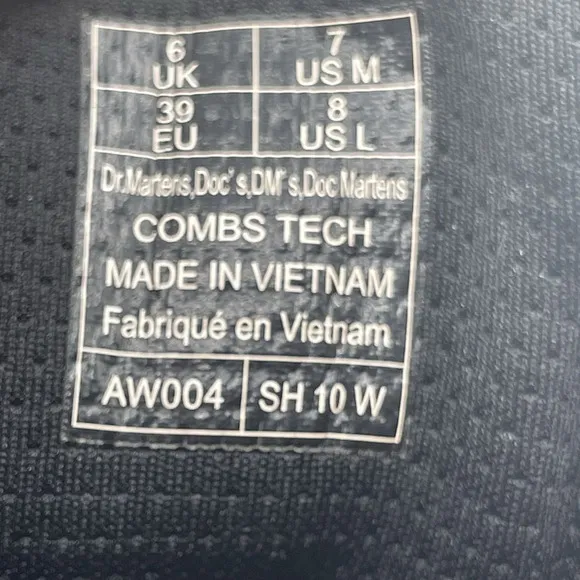 6 7
UK US M
39 8
EU US L
Dr.Martens,Doc's,DM's,Doc Martens
COMBS TECH
MADE IN VIETNAM
Fabriqué en Vietnam
AW004 SH 10 W